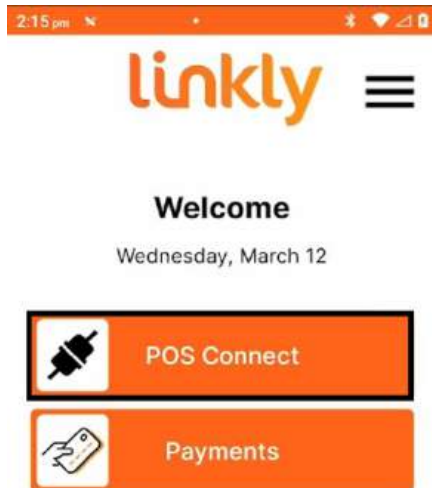 2:15 pm
linkly
Welcome
Wednesday, March 12
POS Connect
Payments